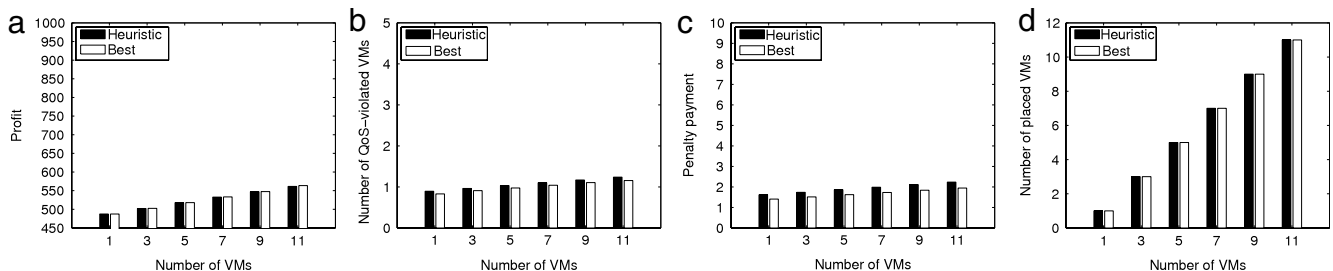 a
1000
950
900
850
800
750
700
650
600
550
500
450
Profit
Heuristic
Best
1 3 5 7 9 11
Number of VMs
b
5
4
3
2
1
0
Number of QoS-violated VMs
Heuristic
Best
1 3 5 7 9 11
Number of VMs
c
10
9
8
7
6
5
4
3
2
1
0
Penalty payment
Heuristic
Best
1 3 5 7 9 11
Number of VMs
d
12
10
8
6
4
2
0
Number of placed VMs
Heuristic
Best
1 3 5 7 9 11
Number of VMs